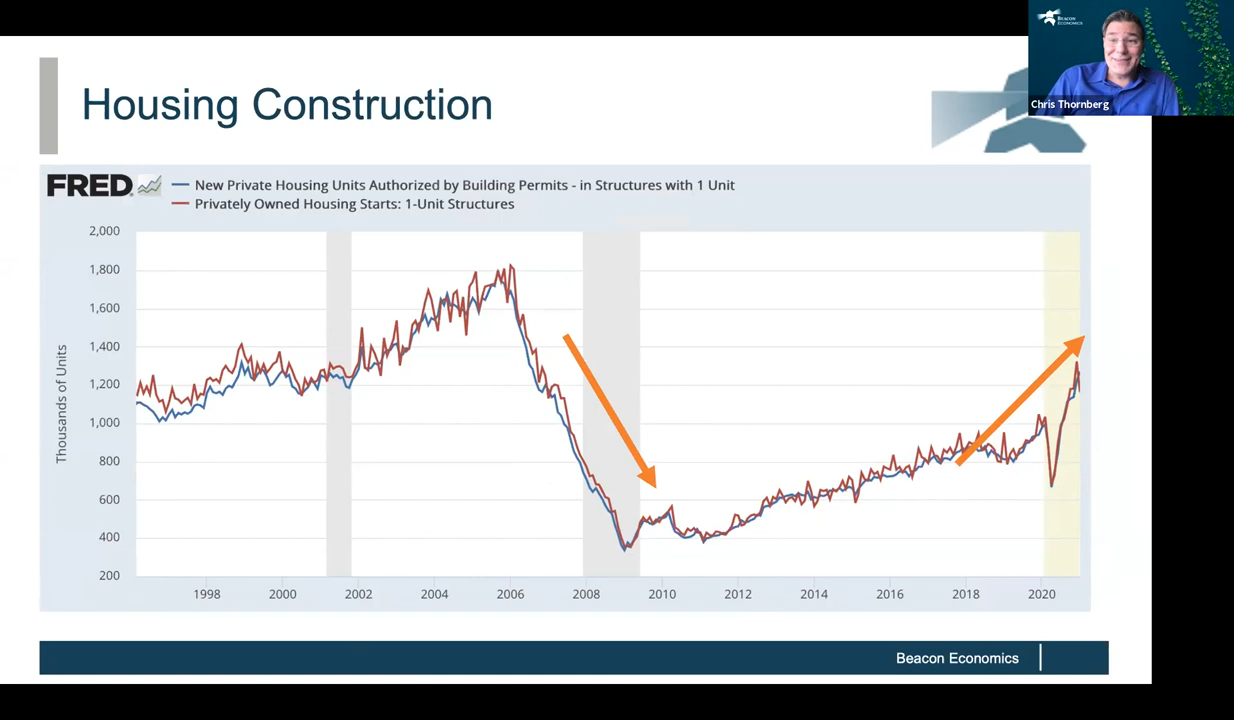 BEACON
ECONOMICS
Chris Thornberg
Housing Construction
FRED
New Private Housing Units Authorized by Building Permits - in Structures with 1 Unit
Privately Owned Housing Starts: 1-Unit Structures
Thousands of Units
2,000
1,800
1,600
1,400
1,200
1,000
800
600
400
200
1998
2000
2002
2004
2006
2008
2010
2012
2014
2016
2018
2020
Beacon Economics